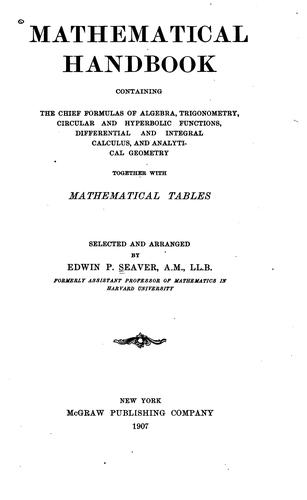 MATHEMATICAL
HANDBOOK
CONTAINING
THE CHIEF FORMULAS OF ALGEBRA, TRIGONOMETRY,
CIRCULAR AND HYPERBOLIC FUNCTIONS,
DIFFERENTIAL AND INTEGRAL
CALCULUS, AND ANALYTI-
CAL GEOMETRY
TOGETHER WITH
MATHEMATICAL TABLES
SELECTED AND ARRANGED
BY
EDWIN P. SEAVER, A.M., LL.B.
FORMERLY ASSISTANT PROFESSOR OF MATHEMATICS IN
HARVARD UNIVERSITY
NEW YORK
McGRAW PUBLISHING COMPANY
1907